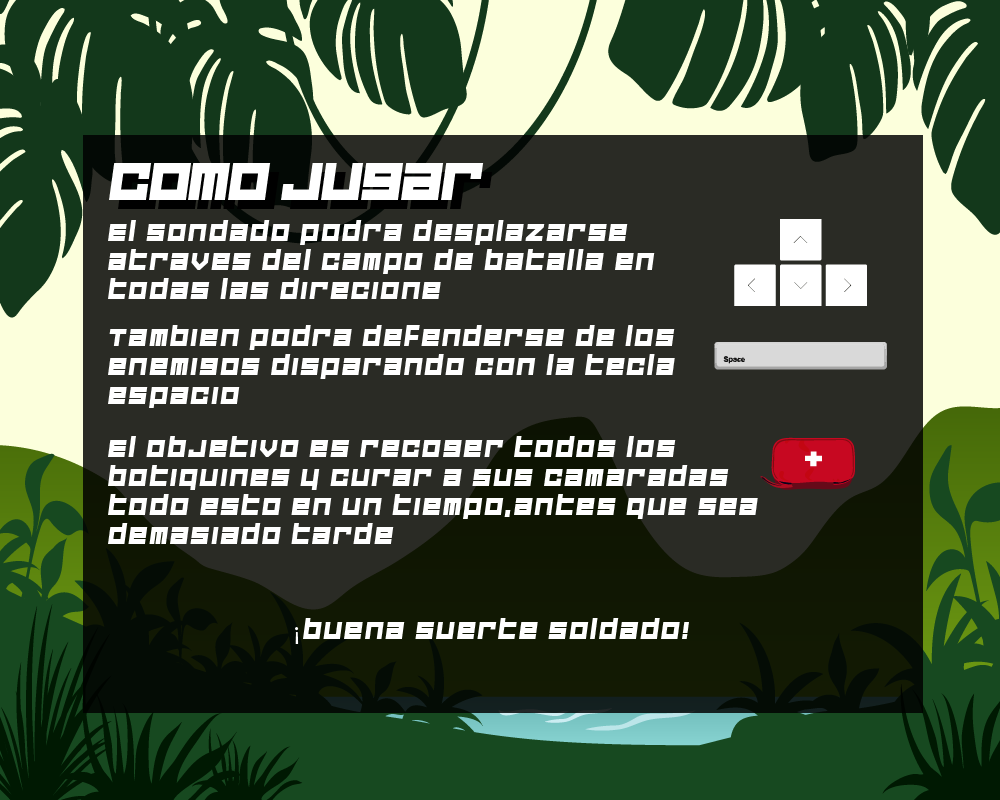 COMO JUGAR
El sondado podra desplazarse
atraves del campo de batalla en
todas las direcione
Tambien podra defenderse de los
enemigos disparando con la tecla
espacio
Space
El objetivo es recoger todos los
botiquines y curar a sus camaradas
todo esto en un tiempo,antes que sea
demasiado tarde
¡buena suerte soldado!